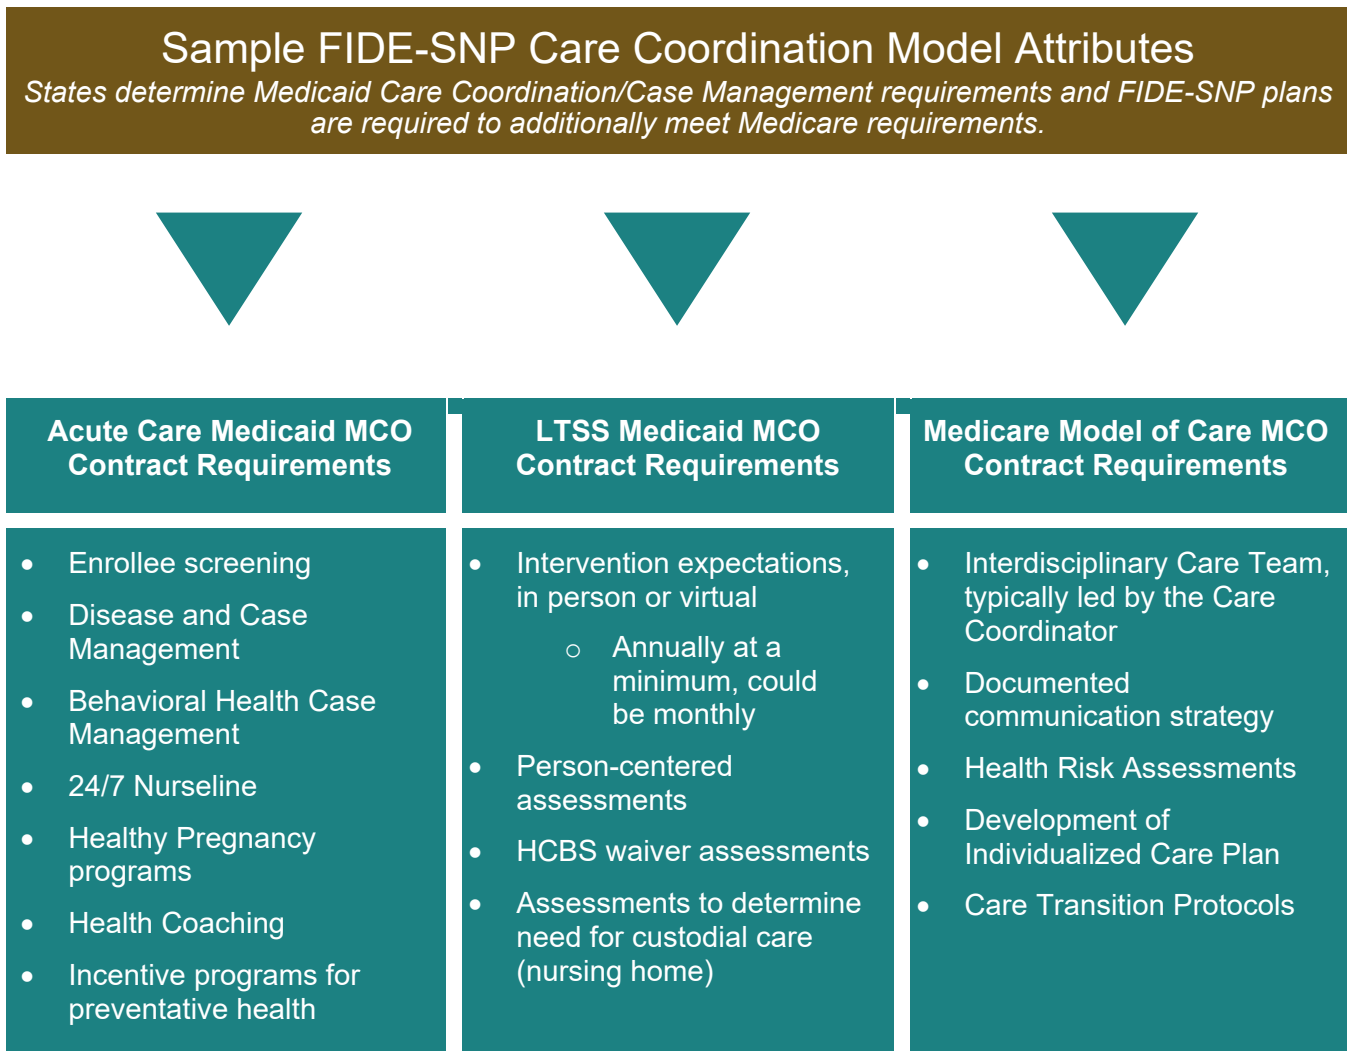 Sample FIDE-SNP Care Coordination Model Attributes
States determine Medicaid Care Coordination/Case Management requirements and FIDE-SNP plans
are required to additionally meet Medicare requirements.
Acute Care Medicaid MCO
Contract Requirements
• Enrollee screening
• Disease and Case
Management
• Behavioral Health Case
Management
• 24/7 Nurseline
• Healthy Pregnancy
programs
• Health Coaching
• Incentive programs for
preventative health
LTSS Medicaid MCO
Contract Requirements
• Intervention expectations,
in person or virtual
o Annually at a
minimum, could
be monthly
• Person-centered
assessments
• HCBS waiver assessments
• Assessments to determine
need for custodial care
(nursing home)
Medicare Model of Care MCO
Contract Requirements
• Interdisciplinary Care Team,
typically led by the Care
Coordinator
• Documented
communication strategy
• Health Risk Assessments
• Development of
Individualized Care Plan
• Care Transition Protocols